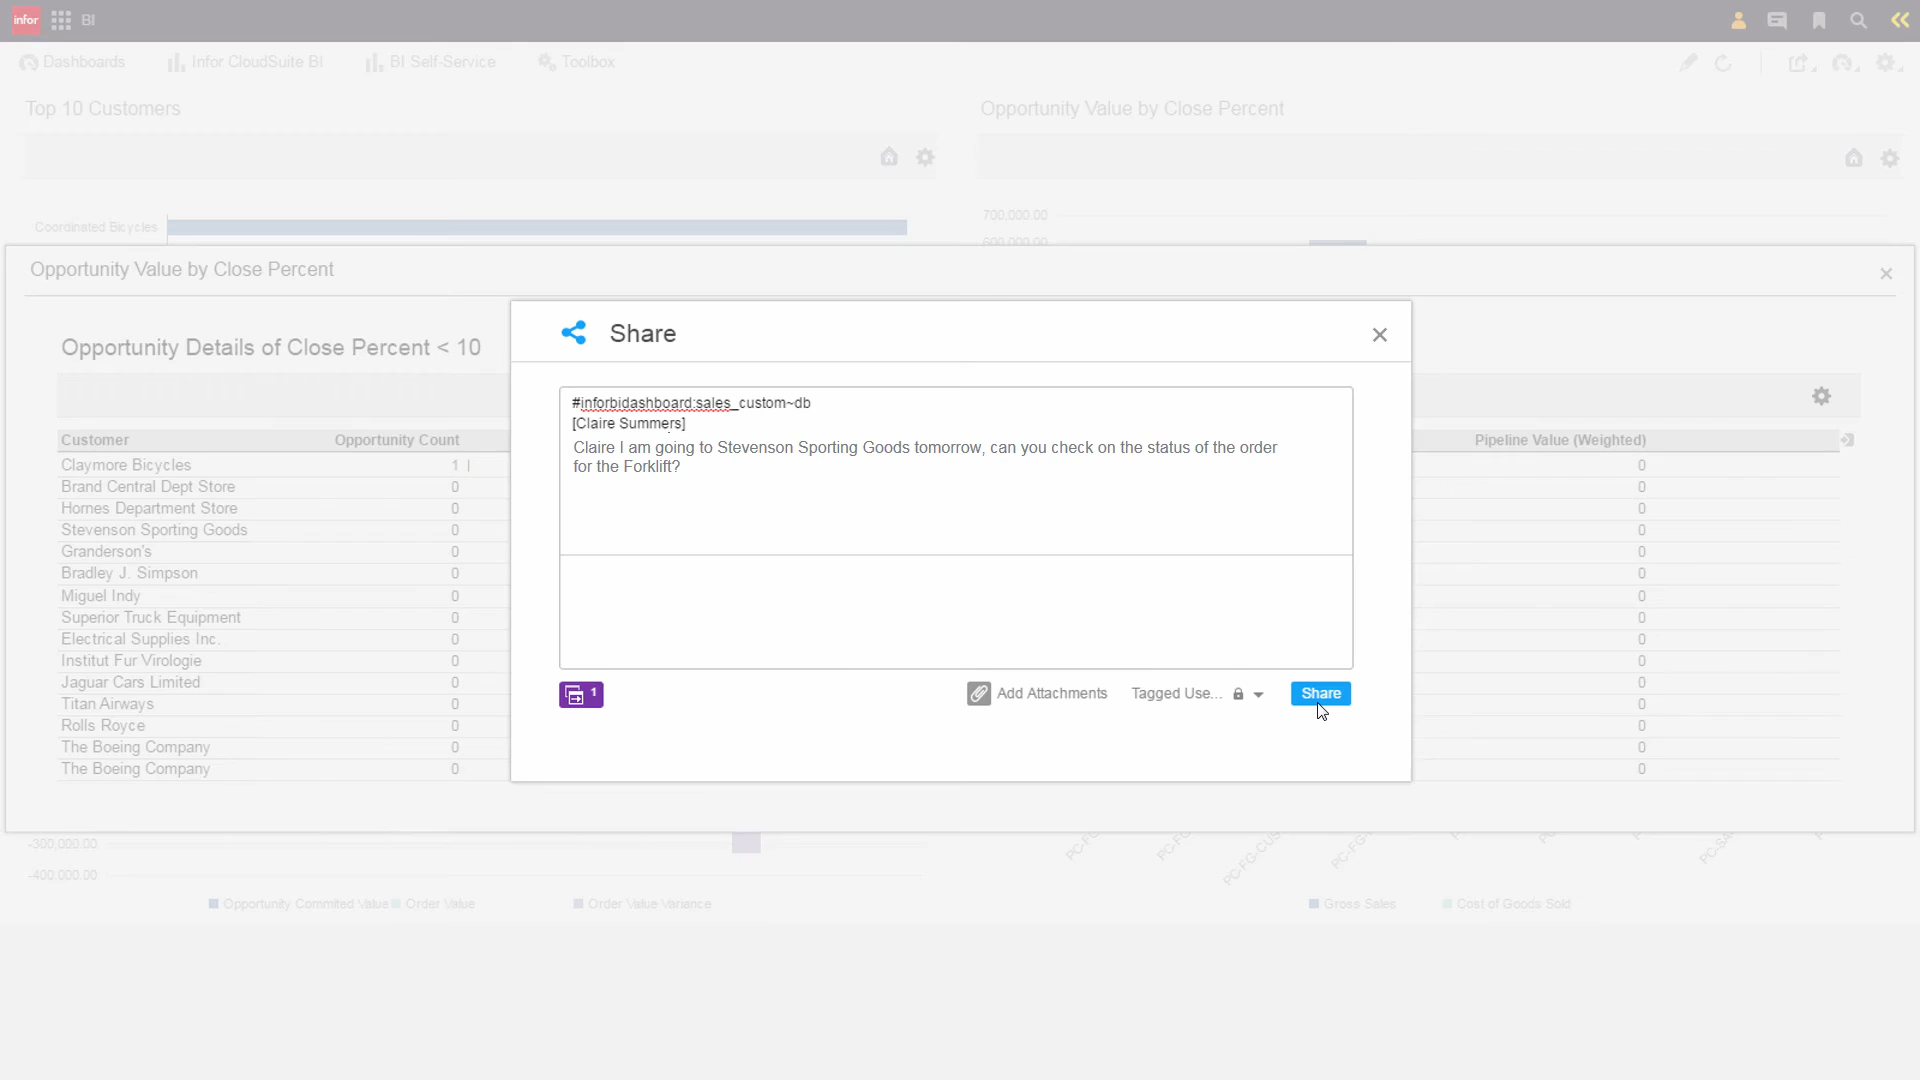 infor BI
Dashboards Infor CloudSuite BI BI Self-Service Toolbox
Top 10 Customers
Opportunity Value by Close Percent
Coordinated Bicycles
700,000.00
600,000.00
Opportunity Value by Close Percent
Opportunity Details of Close Percent < 10
Customer Opportunity Count Pipeline Value (Weighted)
Claymore Bicycles 1 0
Brand Central Dept Store 0 0
Homes Department Store 0 0
Stevenson Sporting Goods 0 0
Granderson's 0 0
Bradley J. Simpson 0 0
Miguel Indy 0 0
Superior Truck Equipment 0 0
Electrical Supplies Inc. 0 0
Institut Fur Virologie 0 0
Jaguar Cars Limited 0 0
Titan Airways 0 0
Rolls Royce 0 0
The Boeing Company 0 0
The Boeing Company 0 0
Share
#inforbidashboard:sales_custom~db
[Claire Summers]
Claire I am going to Stevenson Sporting Goods tomorrow, can you check on the status of the order
for the Forklift?
1 Add Attachments Tagged Use... Share
-300,000.00
-400,000.00
Opportunity Commited Value Order Value Order Value Variance
PC-FG-CUS
Gross Sales Cost of Goods Sold